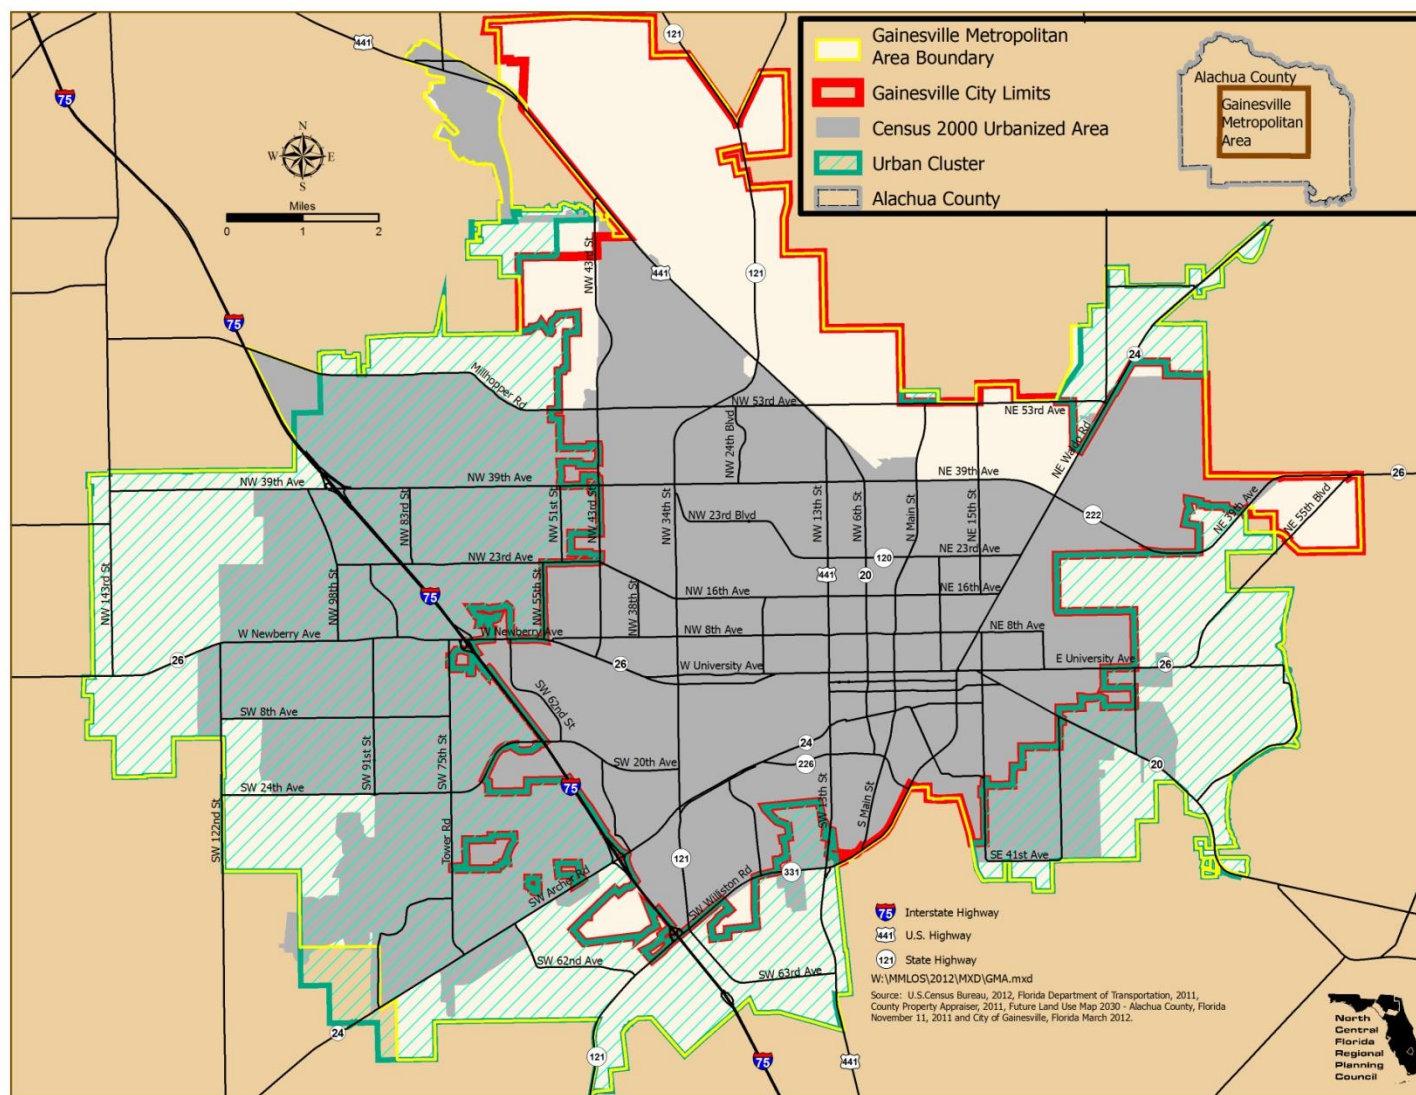 Gainesville Metropolitan
Area Boundary
Gainesville City Limits
Census 2000 Urbanized Area
Urban Cluster
Alachua County
Alachua County
Gainesville
Metropolitan
Area
441
121
75
N
W E
S
Miles
0 1 2
NW 43rd St
441
121
75
24
Millhopper Rd
NW 53rd Ave
NE 53rd Ave
NW 24th Blvd
NE Waldo Rd
NW 39th Ave
NW 39th Ave
NE 39th Ave
26
NW 83rd St
NW 51st St
NW 43rd St
NW 34th St
NW 13th St
NW 6th St
N Main St
NE 15th St
222
NE 39th Ave
NE 55th Blvd
NW 23rd Blvd
120
NE 23rd Ave
NW 23rd Ave
NW 143rd St
NW 98th St
75
NW 55th St
NW 38th St
441
20
NW 16th Ave
NE 16th Ave
W Newberry Ave
W Newberry Ave
NW 8th Ave
NE 8th Ave
26
26
W University Ave
E University Ave
26
SW 62nd St
SW 8th Ave
SW 91st St
SW 75th St
24
SW 20th Ave
226
20
SW 24th Ave
75
SW 122nd St
Tower Rd
SW 13th St
S Main St
121
331
SE 41st Ave
SW Archer Rd
SW Williston Rd
SW 62nd Ave
SW 63rd Ave
24
121
75
441
75 Interstate Highway
441 U.S. Highway
121 State Highway
W:\MMLOS\2012\MXD\GMA.mxd
Source: U.S.Census Bureau, 2012, Florida Department of Transportation, 2011,
County Property Appraiser, 2011, Future Land Use Map 2030 - Alachua County, Florida
November 11, 2011 and City of Gainesville, Florida March 2012.
North
Central
Florida
Regional
Planning
Council